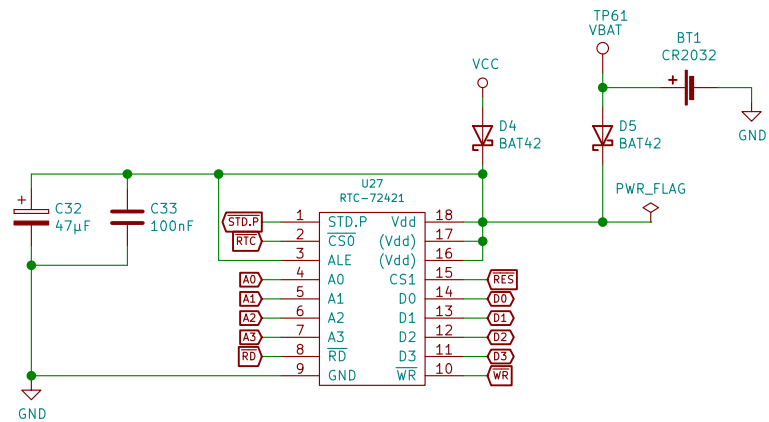 TP61
VBAT
BT1
CR2032
+
VCC
GND
D4
BAT42
D5
BAT42
PWR_FLAG
+
C32
47µF
C33
100nF
U27
RTC-72421
STD.P 1 STD.P Vdd 18
RTC 2 CS0 (Vdd) 17
3 ALE (Vdd) 16
A0 4 A0 CS1 15 RES
A1 5 A1 D0 14 D0
A2 6 A2 D1 13 D1
A3 7 A3 D2 12 D2
RD 8 RD D3 11 D3
9 GND WR 10 WR
GND